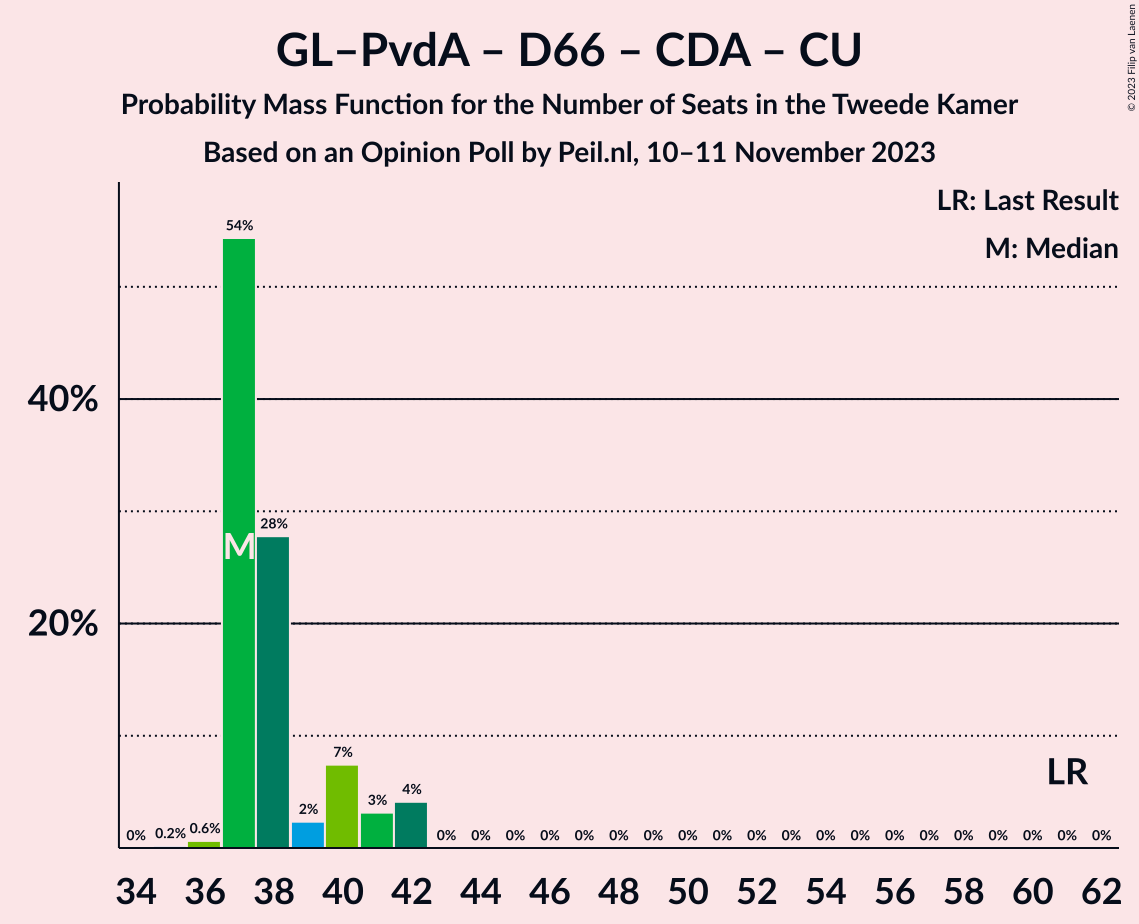 GL–PvdA – D66 – CDA – CU
Probability Mass Function for the Number of Seats in the Tweede Kamer
Based on an Opinion Poll by Peil.nl, 10–11 November 2023
© 2023 Filip van Laenen
LR: Last Result
M: Median
54%
40%
28%
M
20%
7%
LR
4%
3%
2%
0% 0.2% 0.6% 0% 0% 0% 0% 0% 0% 0% 0% 0% 0% 0% 0% 0% 0% 0% 0% 0% 0% 0% 0%
34 36 38 40 42 44 46 48 50 52 54 56 58 60 62